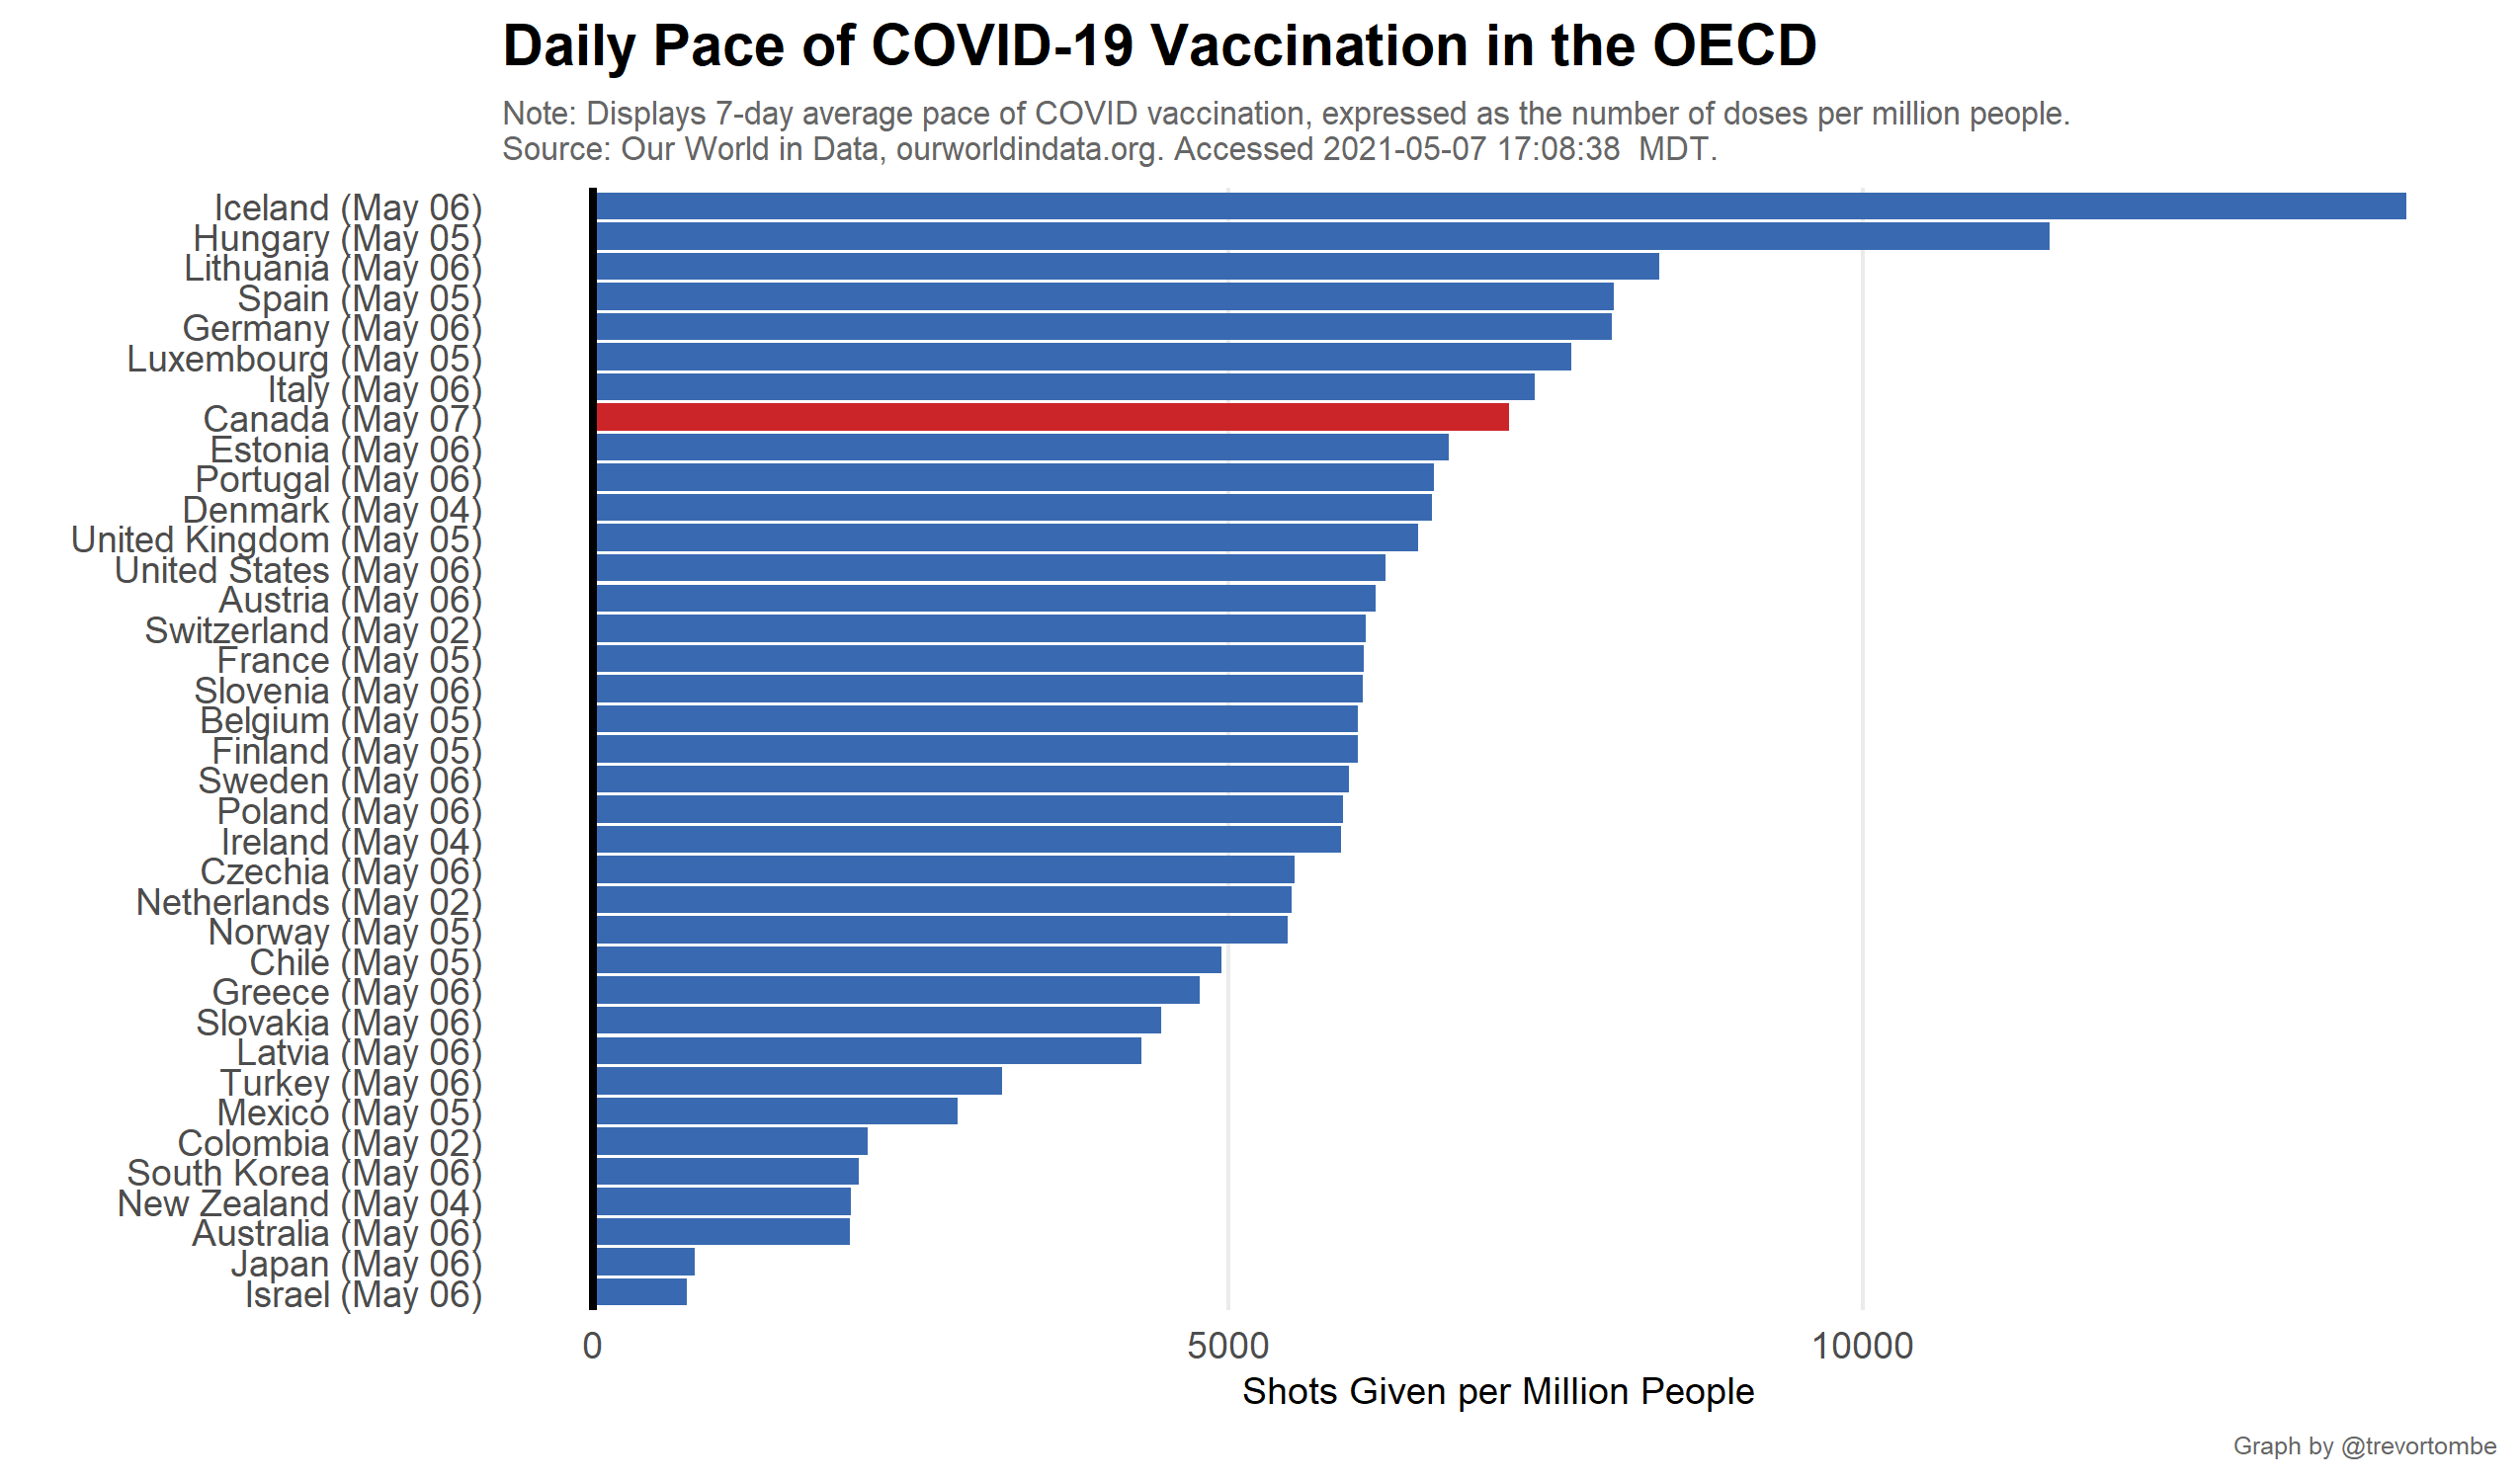 Daily Pace of COVID-19 Vaccination in the OECD
Note: Displays 7-day average pace of COVID vaccination, expressed as the number of doses per million people.
Source: Our World in Data, ourworldindata.org. Accessed 2021-05-07 17:08:38  MDT.
Iceland (May 06)
Hungary (May 05)
Lithuania (May 06)
Spain (May 05)
Germany (May 06)
Luxembourg (May 05)
Italy (May 06)
Canada (May 07)
Estonia (May 06)
Portugal (May 06)
Denmark (May 04)
United Kingdom (May 05)
United States (May 06)
Austria (May 06)
Switzerland (May 02)
France (May 05)
Slovenia (May 06)
Belgium (May 05)
Finland (May 05)
Sweden (May 06)
Poland (May 06)
Ireland (May 04)
Czechia (May 06)
Netherlands (May 02)
Norway (May 05)
Chile (May 05)
Greece (May 06)
Slovakia (May 06)
Latvia (May 06)
Turkey (May 06)
Mexico (May 05)
Colombia (May 02)
South Korea (May 06)
New Zealand (May 04)
Australia (May 06)
Japan (May 06)
Israel (May 06)
0 5000 10000
Shots Given per Million People
Graph by @trevortombe